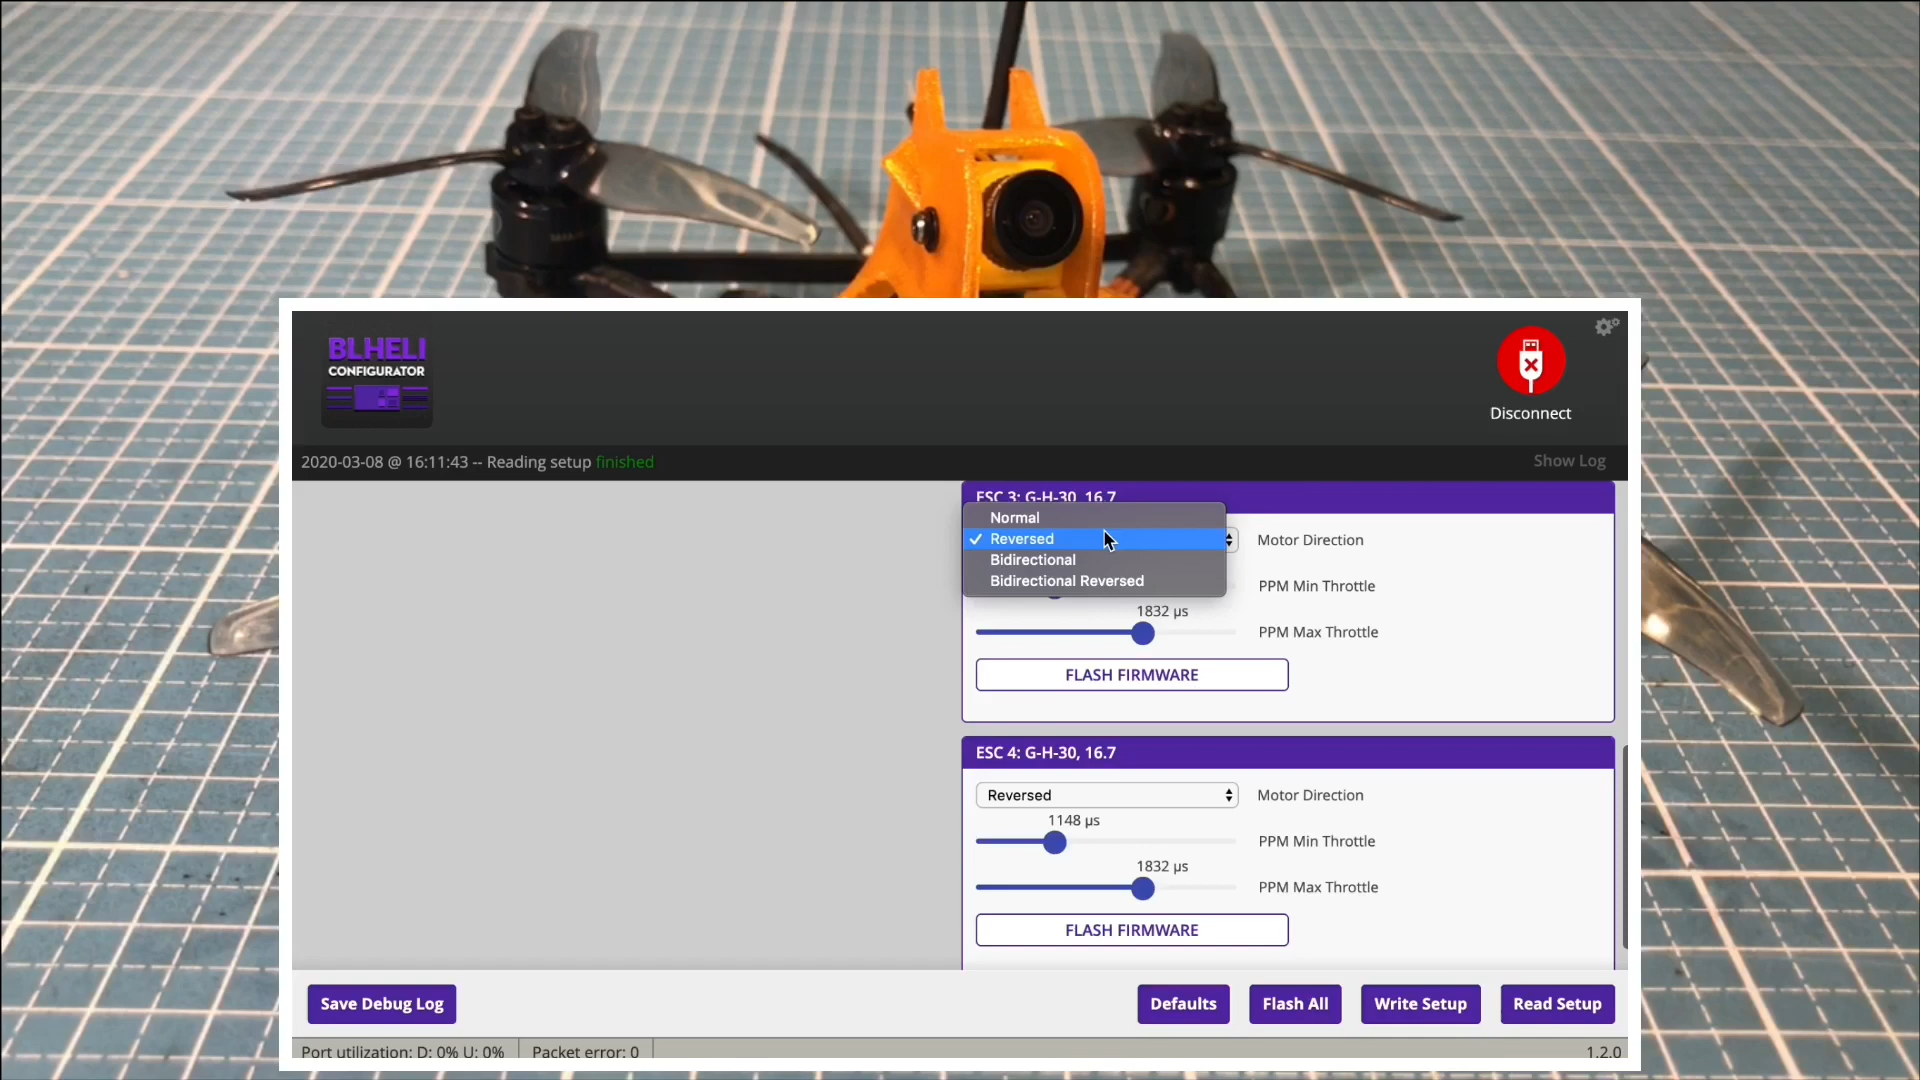 BLHELI
CONFIGURATOR
Disconnect
2020-03-08 @ 16:11:43 -- Reading setup finished
Show Log
ESC 3: G-H-30, 16.7
Normal
✓ Reversed
Motor Direction
Bidirectional
Bidirectional Reversed
PPM Min Throttle
1832 µs
PPM Max Throttle
FLASH FIRMWARE
ESC 4: G-H-30, 16.7
Reversed
Motor Direction
1148 µs
PPM Min Throttle
1832 µs
PPM Max Throttle
FLASH FIRMWARE
Save Debug Log
Defaults
Flash All
Write Setup
Read Setup
Port utilization: D: 0% U: 0%
Packet error: 0
1.2.0